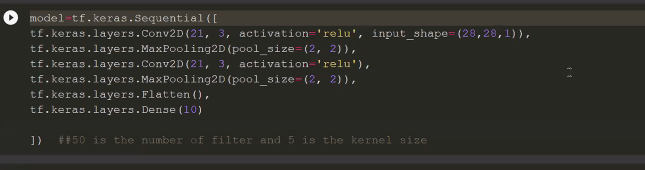 model=tf.keras.Sequential([
tf.keras.layers.Conv2D(21, 3, activation='relu', input_shape=(28,28,1)),
tf.keras.layers.MaxPooling2D(pool_size=(2, 2)),
tf.keras.layers.Conv2D(21, 3, activation='relu'),
tf.keras.layers.MaxPooling2D(pool_size=(2, 2)),
tf.keras.layers.Flatten(),
tf.keras.layers.Dense(10)
])  ##50 is the number of filter and 5 is the kernel size